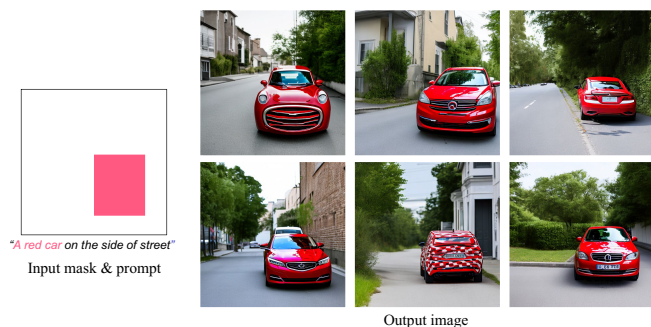 “A red car on the side of street”
Input mask & prompt
Output image